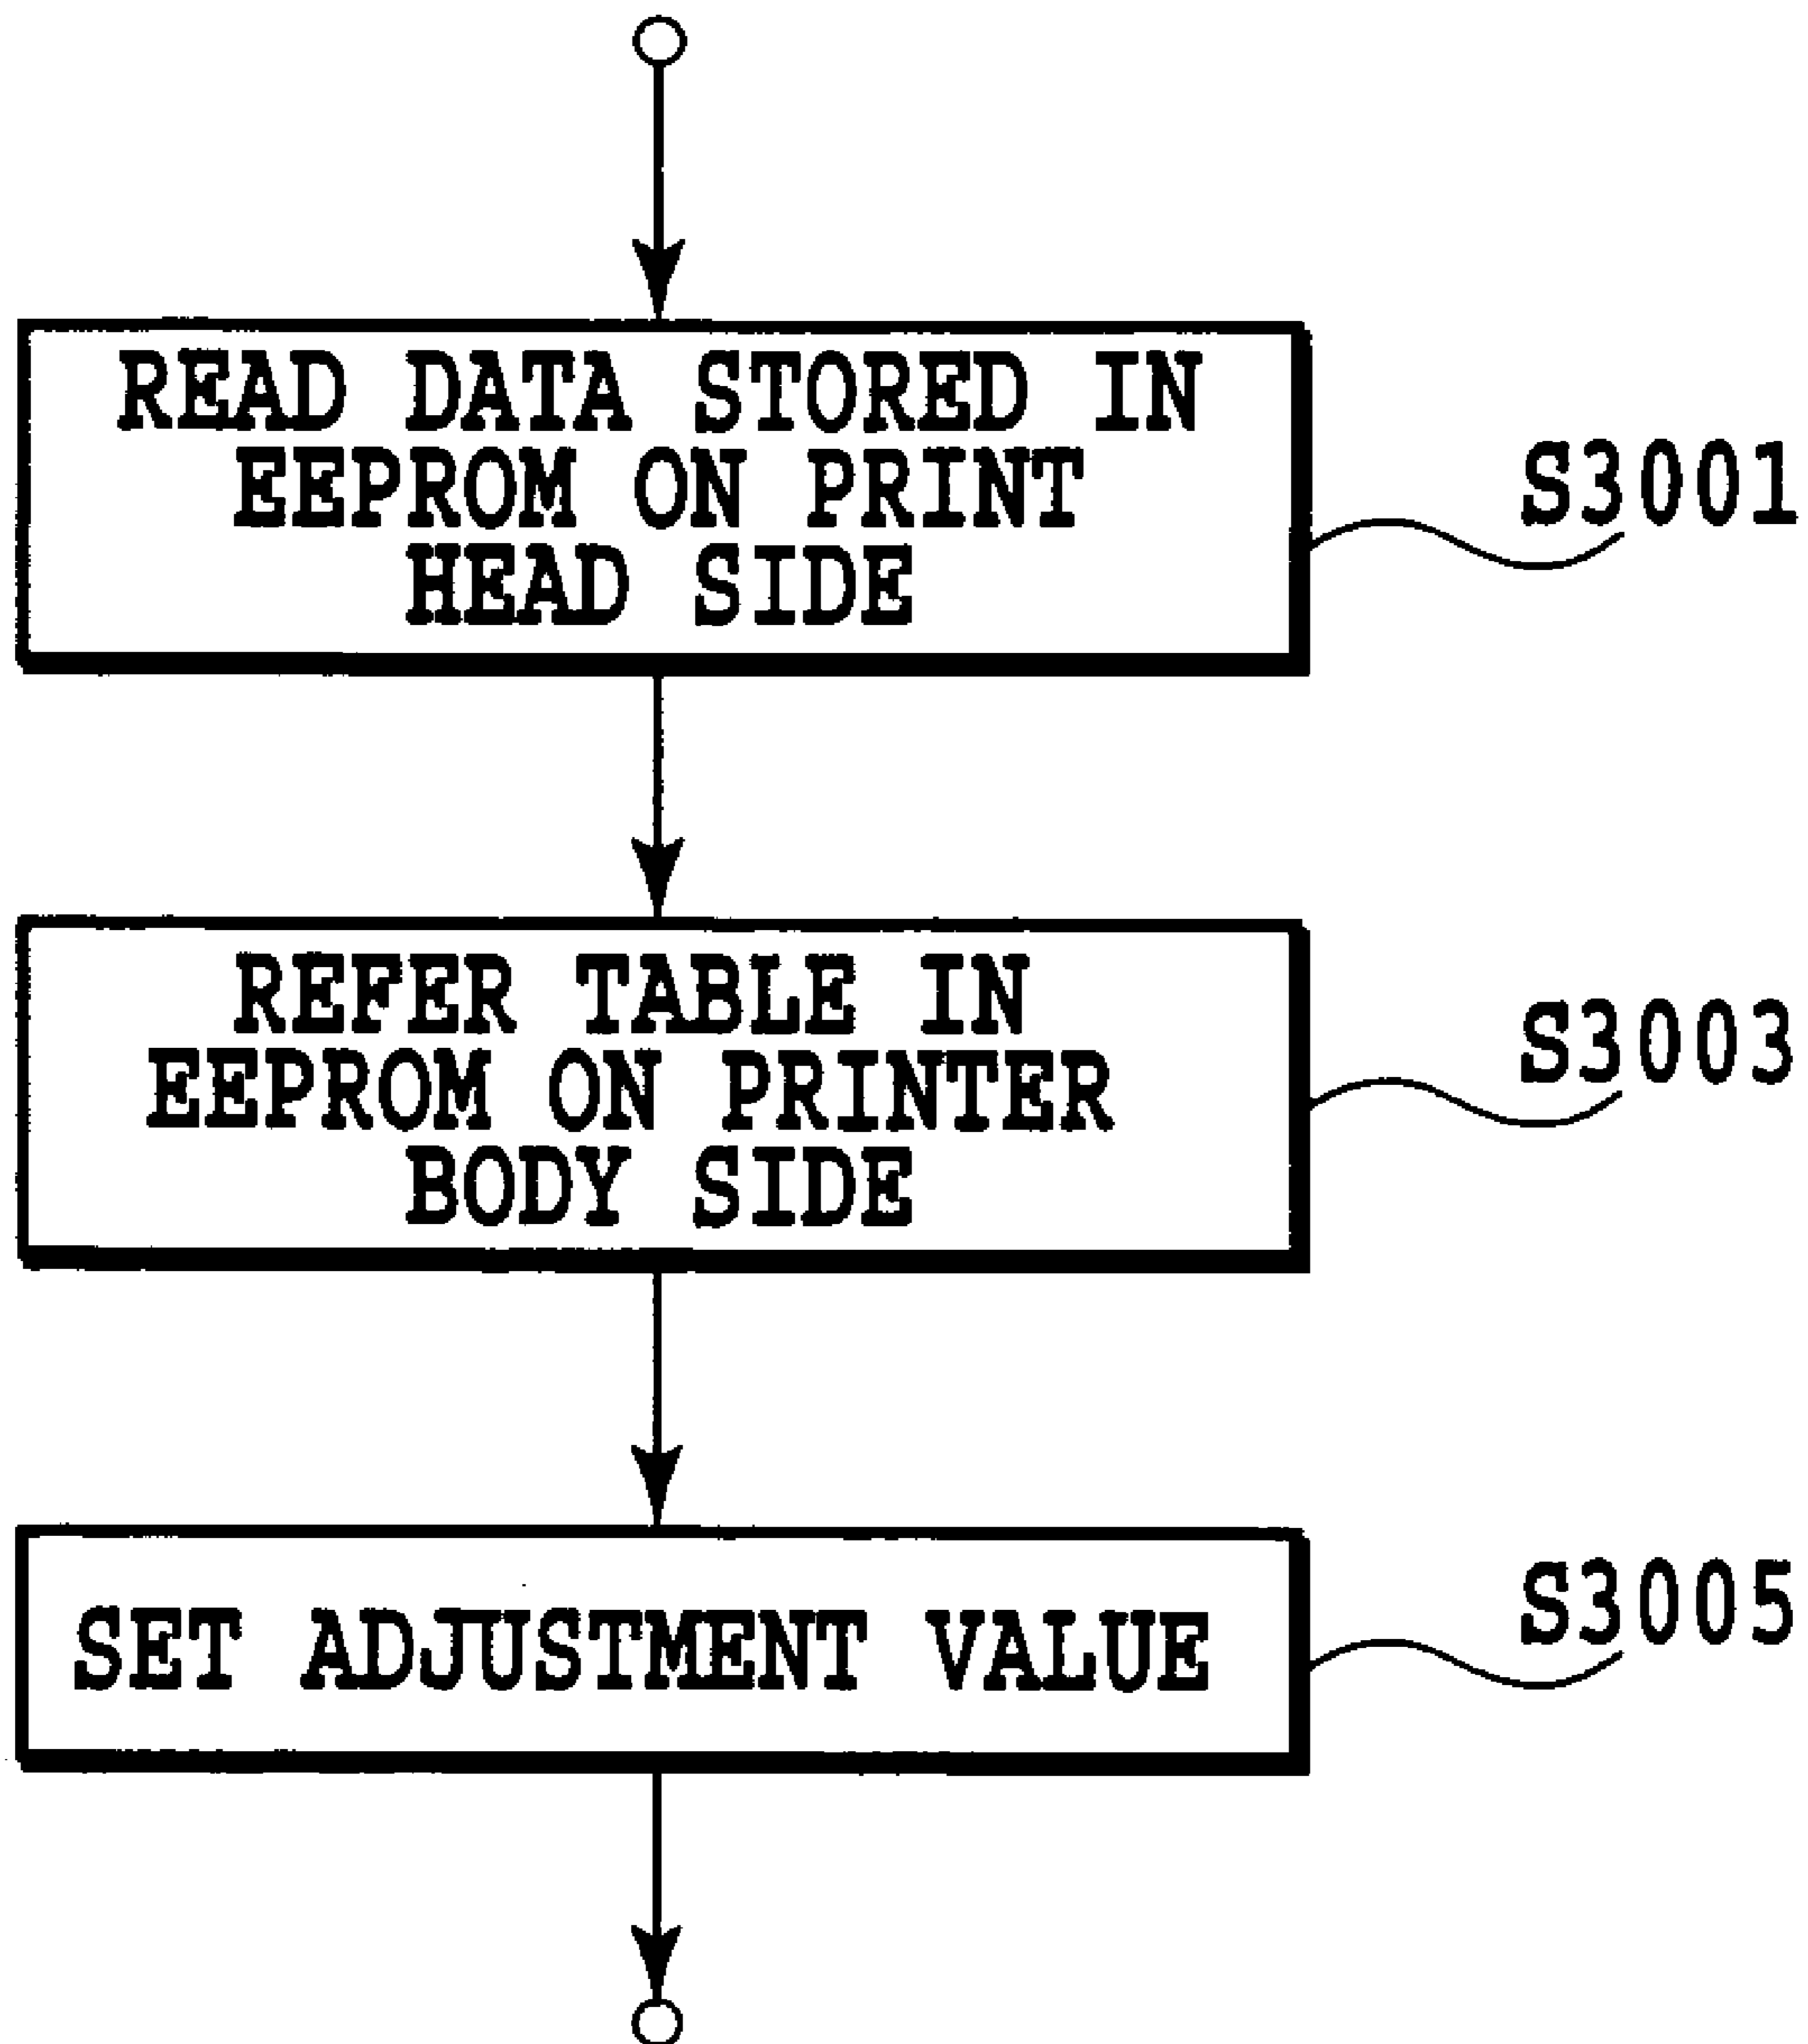 READ DATA STORED IN
EEPROM ON PRINT
HEAD SIDE
S3001
REFER TABLE IN
EEPROM ON PRINTER
BODY SIDE
S3003
SET ADJUSTMENT VALUE
S3005